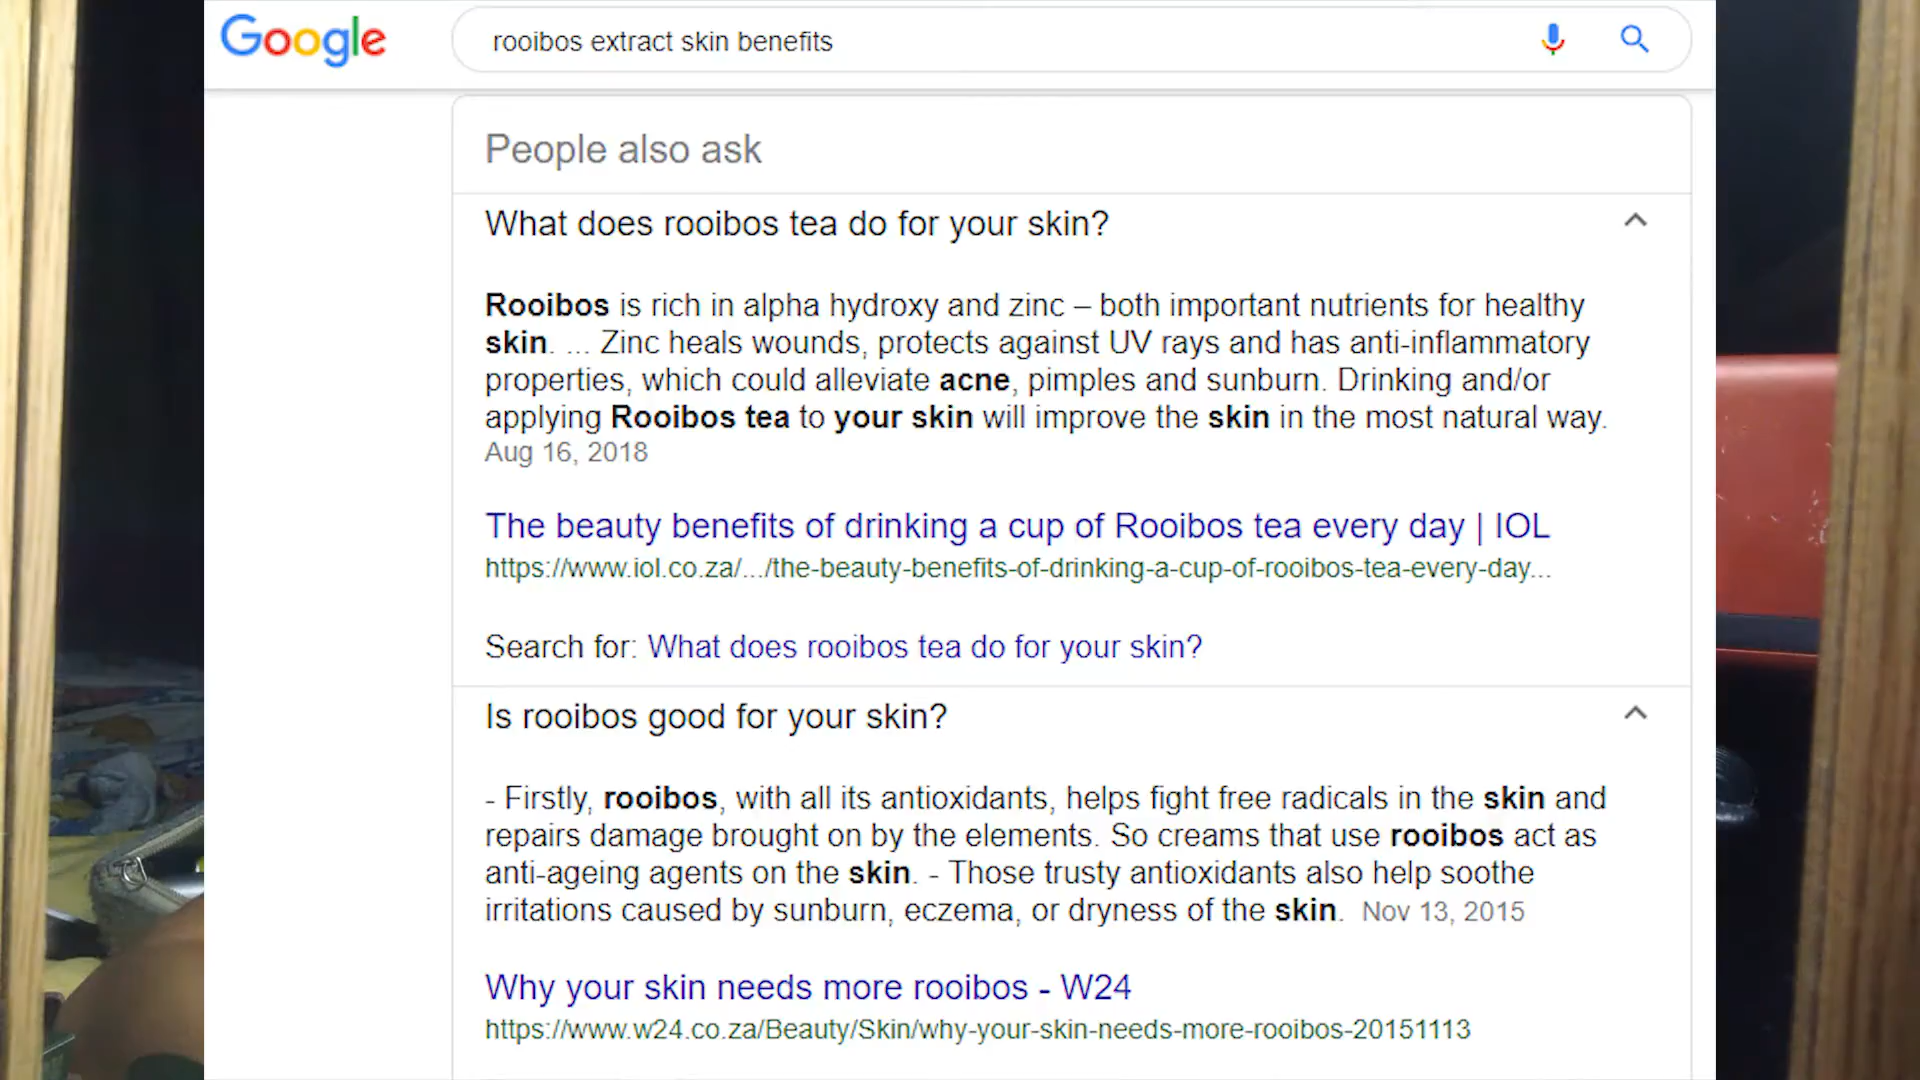 Google
rooibos extract skin benefits
People also ask
What does rooibos tea do for your skin?
Rooibos is rich in alpha hydroxy and zinc – both important nutrients for healthy
skin. ... Zinc heals wounds, protects against UV rays and has anti-inflammatory
properties, which could alleviate acne, pimples and sunburn. Drinking and/or
applying Rooibos tea to your skin will improve the skin in the most natural way.
Aug 16, 2018
The beauty benefits of drinking a cup of Rooibos tea every day | IOL
https://www.iol.co.za/.../the-beauty-benefits-of-drinking-a-cup-of-rooibos-tea-every-day...
Search for: What does rooibos tea do for your skin?
Is rooibos good for your skin?
- Firstly, rooibos, with all its antioxidants, helps fight free radicals in the skin and
repairs damage brought on by the elements. So creams that use rooibos act as
anti-ageing agents on the skin. - Those trusty antioxidants also help soothe
irritations caused by sunburn, eczema, or dryness of the skin. Nov 13, 2015
Why your skin needs more rooibos - W24
https://www.w24.co.za/Beauty/Skin/why-your-skin-needs-more-rooibos-20151113